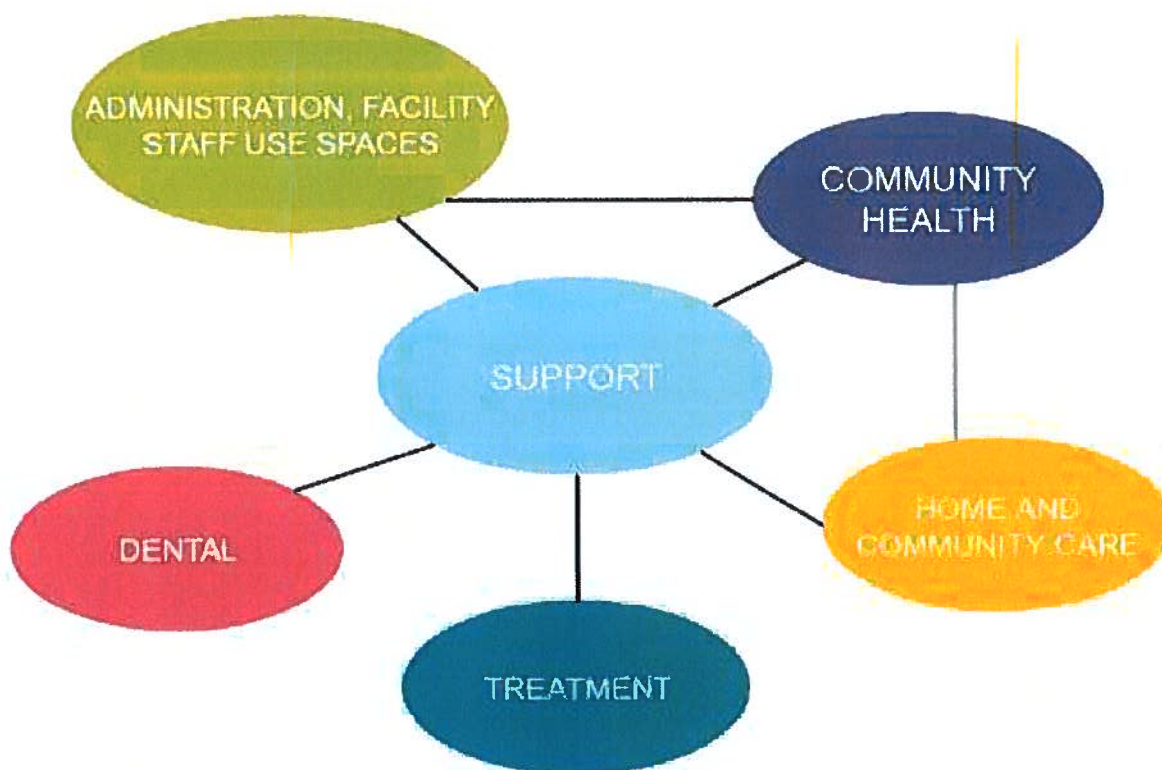 ADMINISTRATION, FACILITY
STAFF USE SPACES
COMMUNITY
HEALTH
SUPPORT
HOME AND
COMMUNITY CARE
DENTAL
TREATMENT